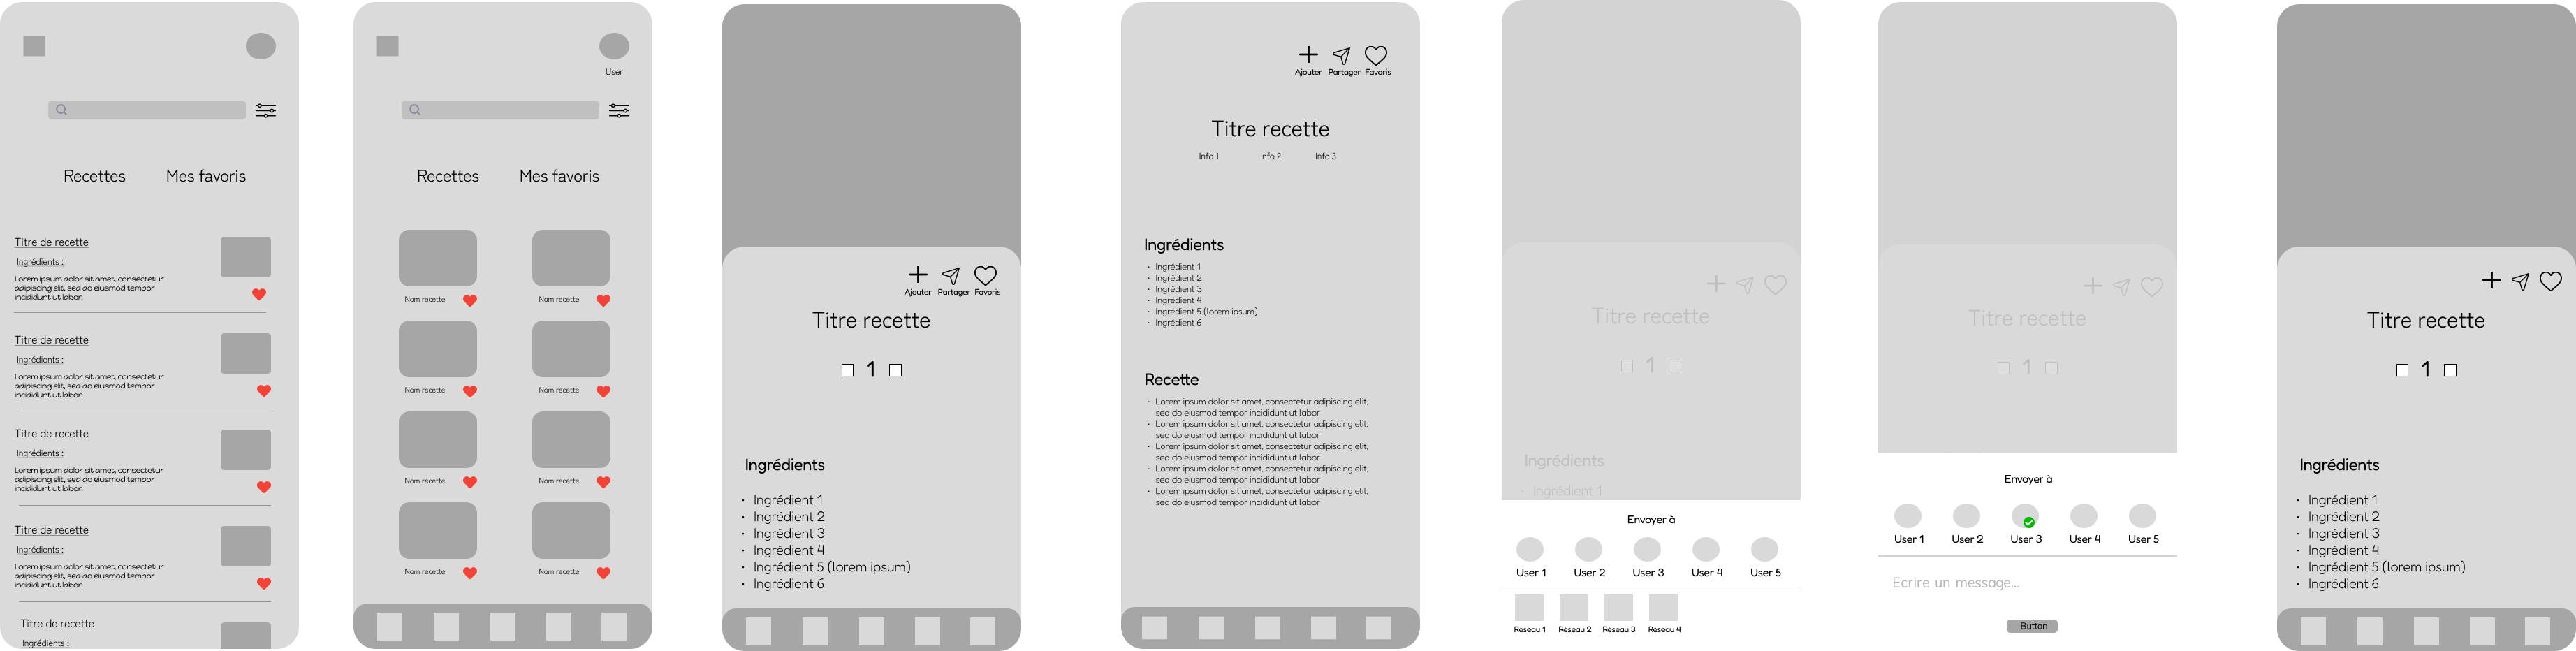 Recettes
Mes favoris
Titre de recette
Ingrédients :
Lorem ipsum dolor sit amet, consectetur
adipiscing elit, sed do eiusmod tempor
incididunt ut labor.
Titre de recette
Ingrédients :
Lorem ipsum dolor sit amet, consectetur
adipiscing elit, sed do eiusmod tempor
incididunt ut labor.
Titre de recette
Ingrédients :
Lorem ipsum dolor sit amet, consectetur
adipiscing elit, sed do eiusmod tempor
incididunt ut labor.
Titre de recette
Ingrédients :
Lorem ipsum dolor sit amet, consectetur
adipiscing elit, sed do eiusmod tempor
incididunt ut labor.
Titre de recette
Ingrédients :
User
Recettes
Mes favoris
Nom recette
Nom recette
Nom recette
Nom recette
Nom recette
Nom recette
Nom recette
Nom recette
Ajouter
Partager
Favoris
Titre recette
1
Ingrédients
· Ingrédient 1
· Ingrédient 2
· Ingrédient 3
· Ingrédient 4
· Ingrédient 5 (lorem ipsum)
· Ingrédient 6
Ajouter
Partager
Favoris
Titre recette
Info 1
Info 2
Info 3
Ingrédients
· Ingrédient 1
· Ingrédient 2
· Ingrédient 3
· Ingrédient 4
· Ingrédient 5 (lorem ipsum)
· Ingrédient 6
Recette
· Lorem ipsum dolor sit amet, consectetur adipiscing elit,
sed do eiusmod tempor incididunt ut labor
· Lorem ipsum dolor sit amet, consectetur adipiscing elit,
sed do eiusmod tempor incididunt ut labor
· Lorem ipsum dolor sit amet, consectetur adipiscing elit,
sed do eiusmod tempor incididunt ut labor
· Lorem ipsum dolor sit amet, consectetur adipiscing elit,
sed do eiusmod tempor incididunt ut labor
· Lorem ipsum dolor sit amet, consectetur adipiscing elit,
sed do eiusmod tempor incididunt ut labor
Titre recette
1
Ingrédients
· Ingrédient 1
Envoyer à
User 1
User 2
User 3
User 4
User 5
Réseau 1
Réseau 2
Réseau 3
Réseau 4
Titre recette
1
Envoyer à
User 1
User 2
User 3
User 4
User 5
Ecrire un message...
Button
Titre recette
1
Ingrédients
· Ingrédient 1
· Ingrédient 2
· Ingrédient 3
· Ingrédient 4
· Ingrédient 5 (lorem ipsum)
· Ingrédient 6